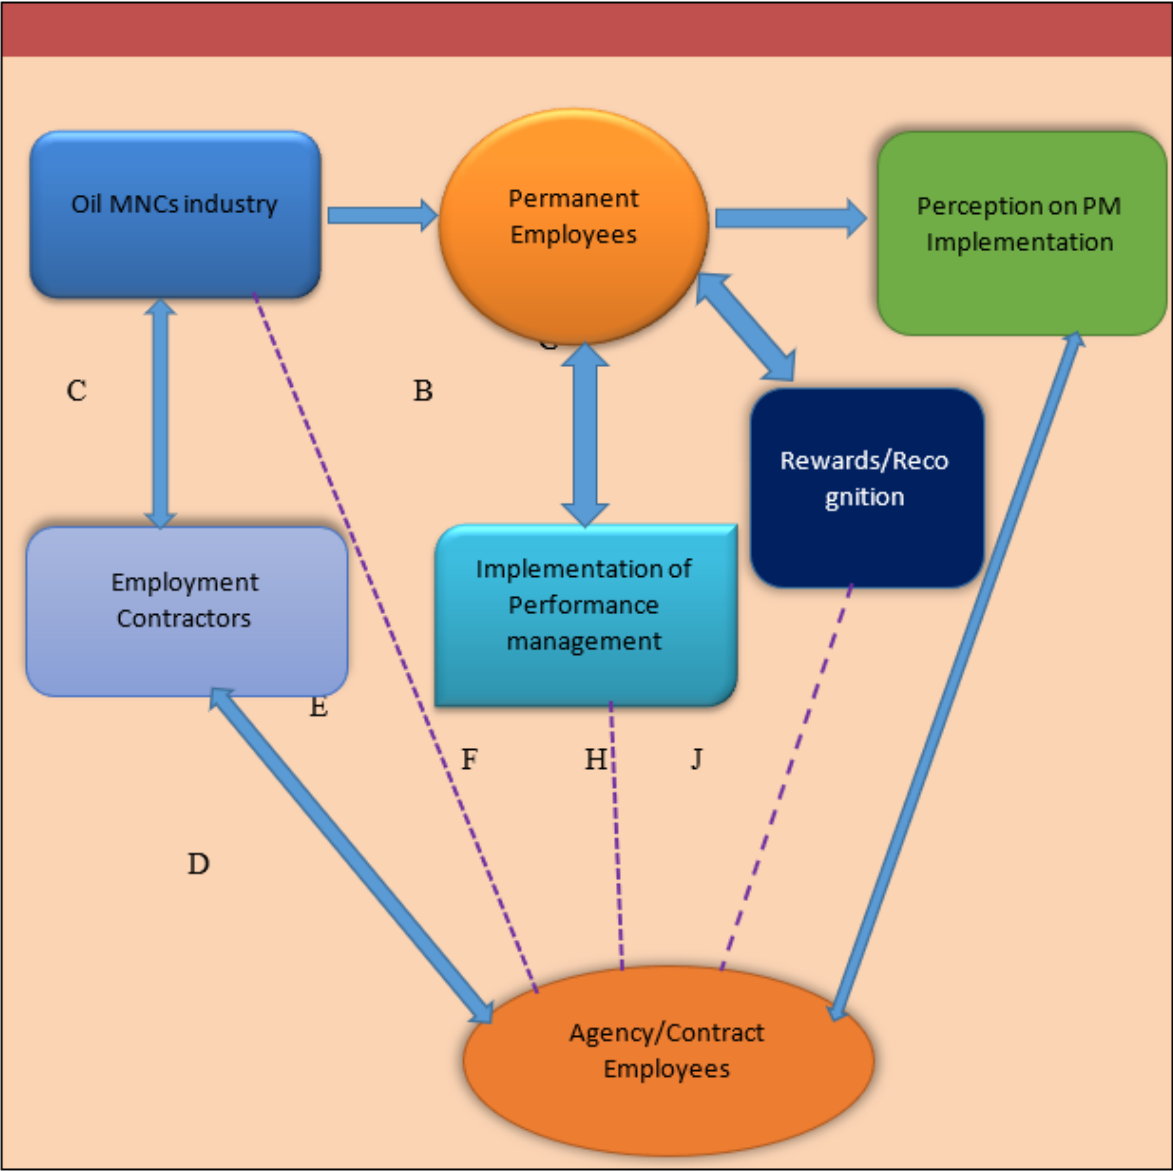 Oil MNCs industry
Permanent
Employees
Perception on PM
Implementation
C
B
Rewards/Reco
gnition
Employment
Contractors
Implementation of
Performance
management
E
F
H
J
D
Agency/Contract
Employees